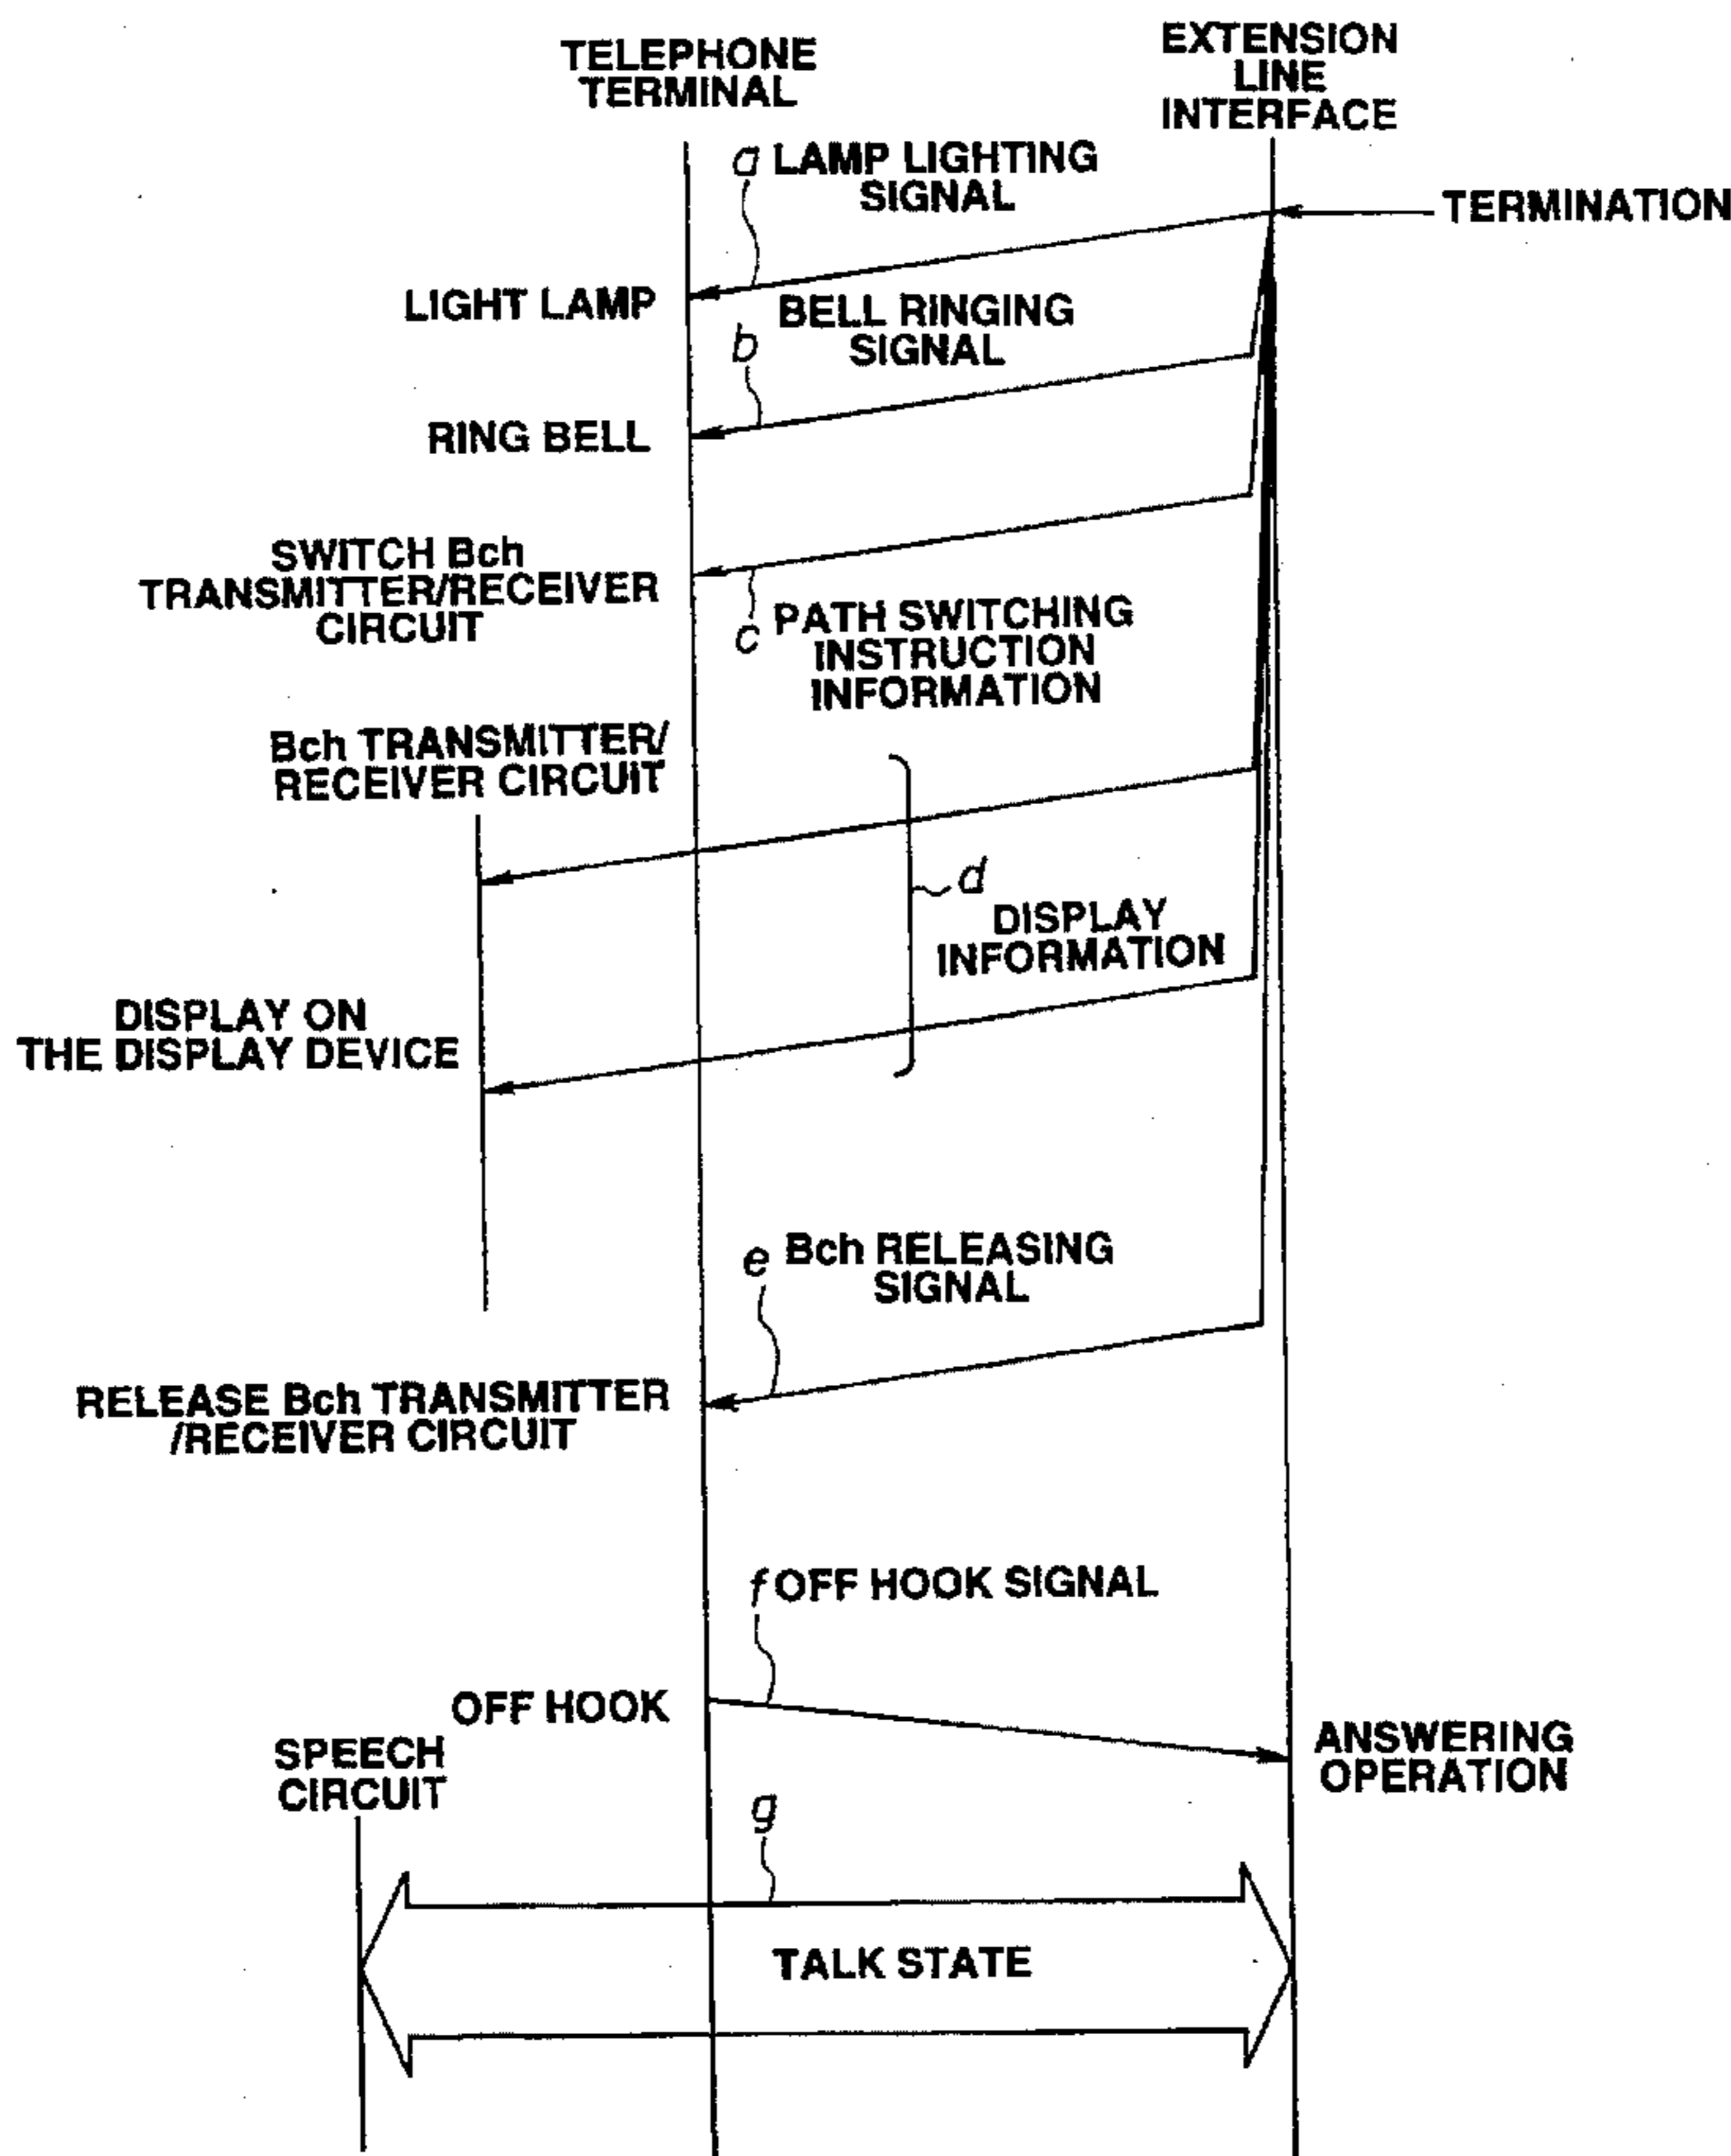 TELEPHONE
TERMINAL
EXTENSION
LINE
INTERFACE
a LAMP LIGHTING
SIGNAL
TERMINATION
LIGHT LAMP
b BELL RINGING
SIGNAL
RING BELL
SWITCH Bch
TRANSMITTER/RECEIVER
CIRCUIT
c PATH SWITCHING
INSTRUCTION
INFORMATION
Bch TRANSMITTER/
RECEIVER CIRCUIT
d
DISPLAY
INFORMATION
DISPLAY ON
THE DISPLAY DEVICE
e Bch RELEASING
SIGNAL
RELEASE Bch TRANSMITTER
/RECEIVER CIRCUIT
f OFF HOOK SIGNAL
OFF HOOK
ANSWERING
OPERATION
SPEECH
CIRCUIT
g
TALK STATE